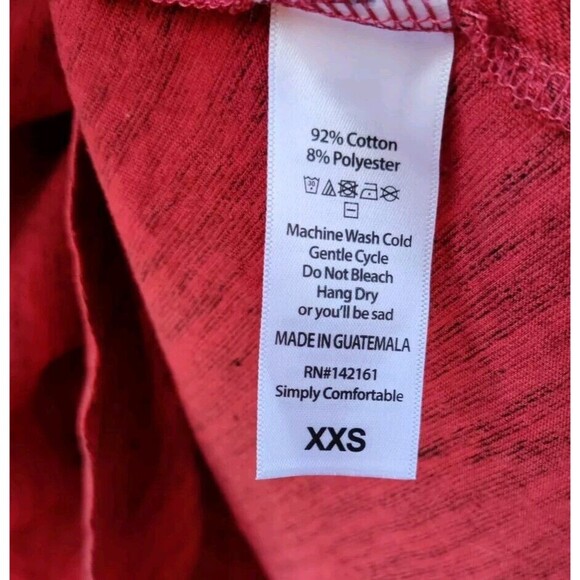 92% Cotton
8% Polyester
30
Machine Wash Cold
Gentle Cycle
Do Not Bleach
Hang Dry
or you'll be sad
MADE IN GUATEMALA
RN#142161
Simply Comfortable
XXS